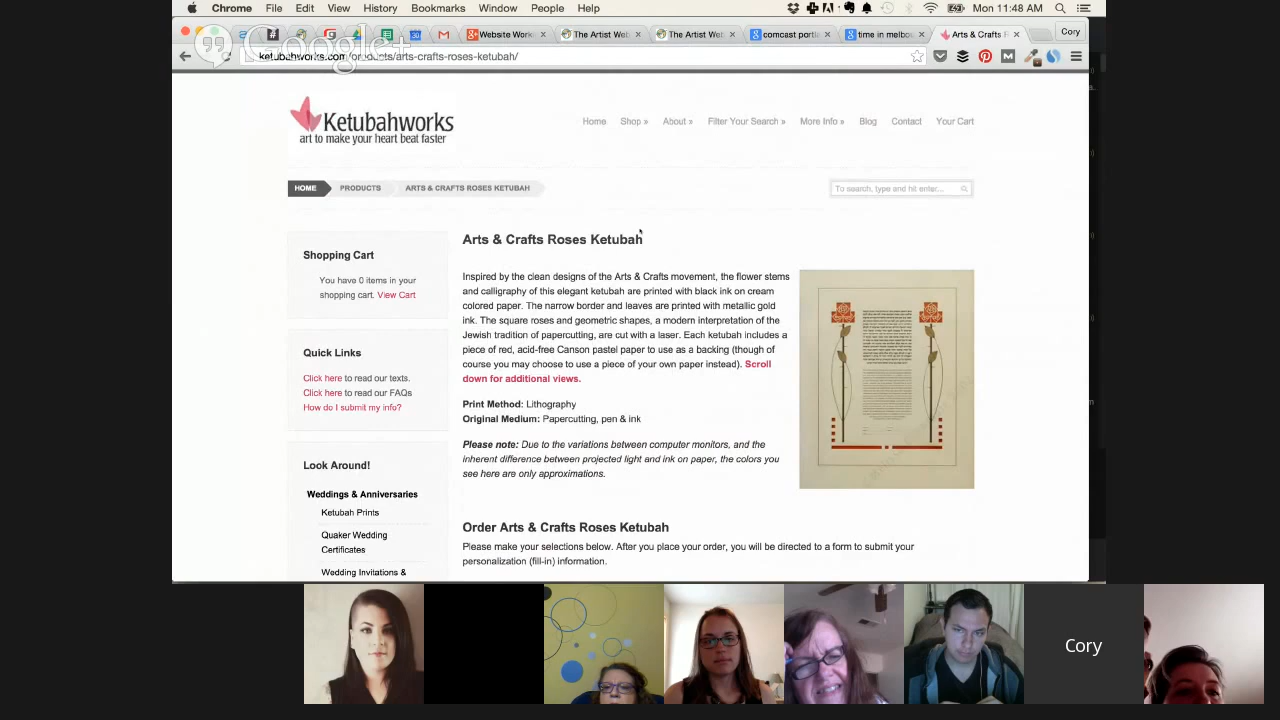 Chrome File Edit View History Bookmarks Window People Help
Mon 11:48 AM
Google+
Website Work
The Artist Web
The Artist Web
comcast portla
time in melbou
Arts & Crafts R
Cory
ketubahworks.com/products/arts-crafts-roses-ketubah/
Ketubahworks
art to make your heart beat faster
Home Shop » About » Filter Your Search » More Info » Blog Contact Your Cart
HOME PRODUCTS ARTS & CRAFTS ROSES KETUBAH
To search, type and hit enter...
Shopping Cart
You have 0 items in your
shopping cart. View Cart
Quick Links
Click here to read our texts.
Click here to read our FAQs
How do I submit my info?
Look Around!
Weddings & Anniversaries
Ketubah Prints
Quaker Wedding
Certificates
Wedding Invitations &
Arts & Crafts Roses Ketubah
Inspired by the clean designs of the Arts & Crafts movement, the flower stems
and calligraphy of this elegant ketubah are printed with black ink on cream
colored paper. The narrow border and leaves are printed with metallic gold
ink. The square roses and geometric shapes, a modern interpretation of the
Jewish tradition of papercutting, are cut with a laser. Each ketubah includes a
piece of red, acid-free Canson pastel paper to use as a backing (though of
course you may choose to use a piece of your own paper instead). Scroll
down for additional views.
Print Method: Lithography
Original Medium: Papercutting, pen & ink
Please note: Due to the variations between computer monitors, and the
inherent difference between projected light and ink on paper, the colors you
see here are only approximations.
Order Arts & Crafts Roses Ketubah
Please make your selections below. After you place your order, you will be directed to a form to submit your
personalization (fill-in) information.
Cory